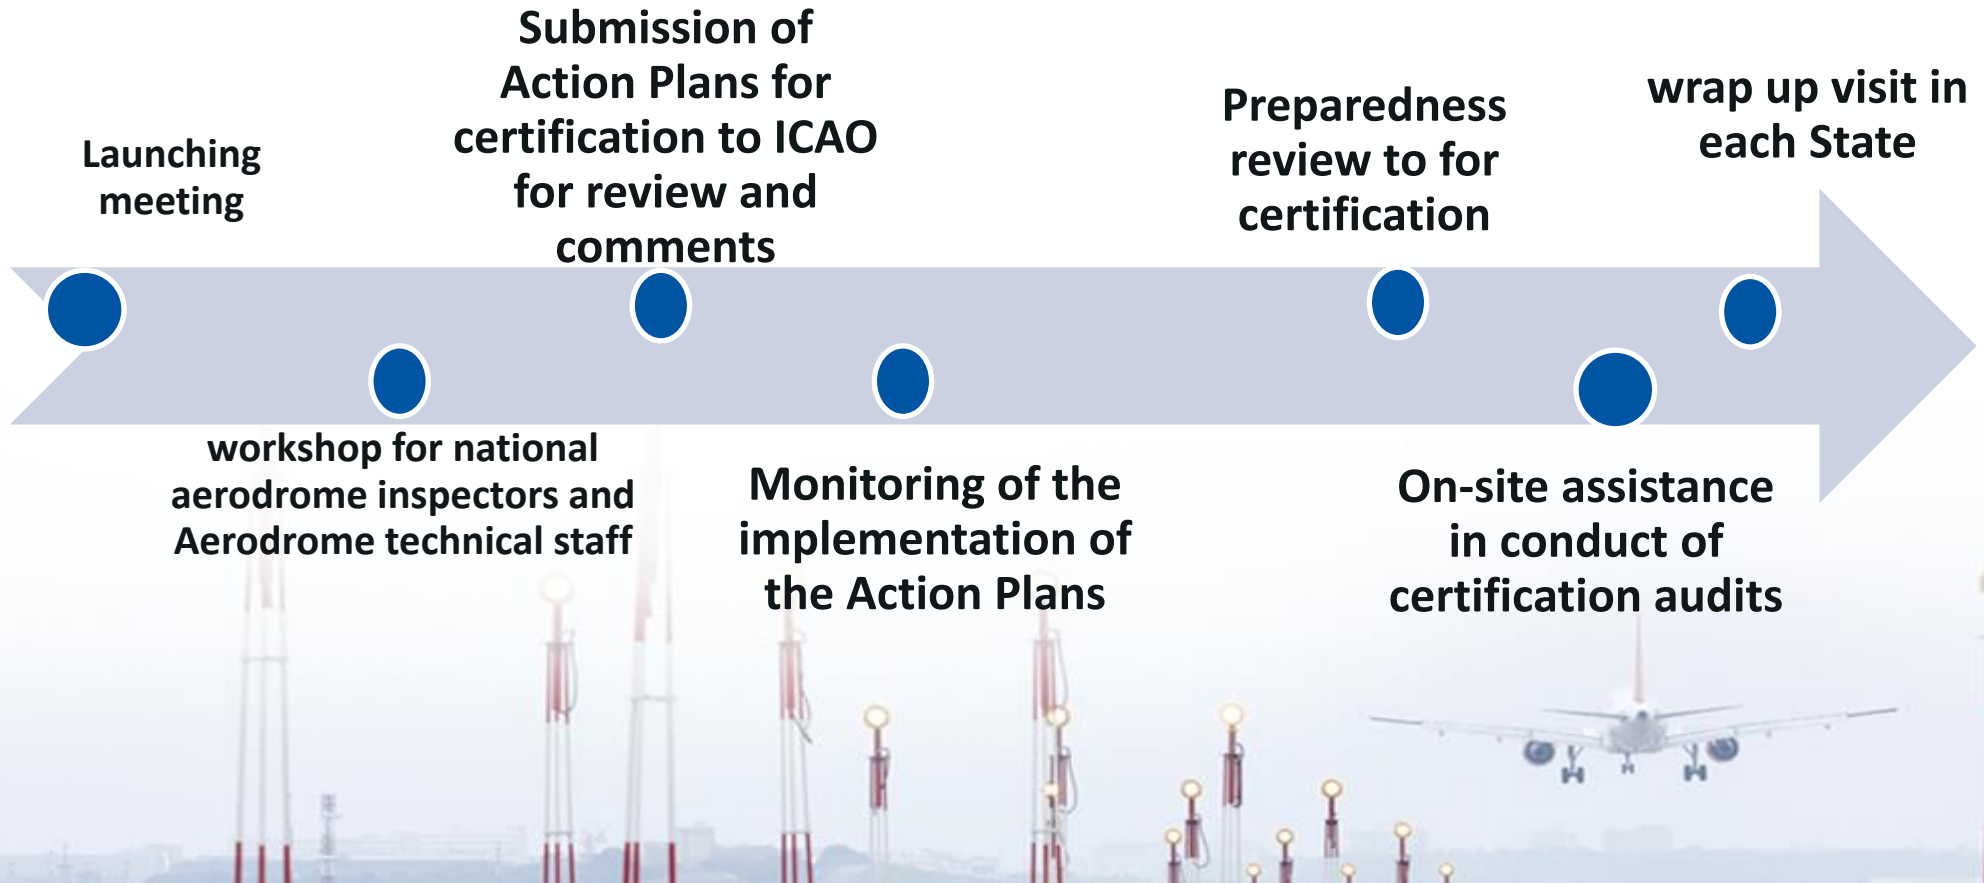 Launching
meeting
workshop for national
aerodrome inspectors and
Aerodrome technical staff
Submission of
Action Plans for
certification to ICAO
for review and
comments
Monitoring of the
implementation of
the Action Plans
Preparedness
review to for
certification
On-site assistance
in conduct of
certification audits
wrap up visit in
each State